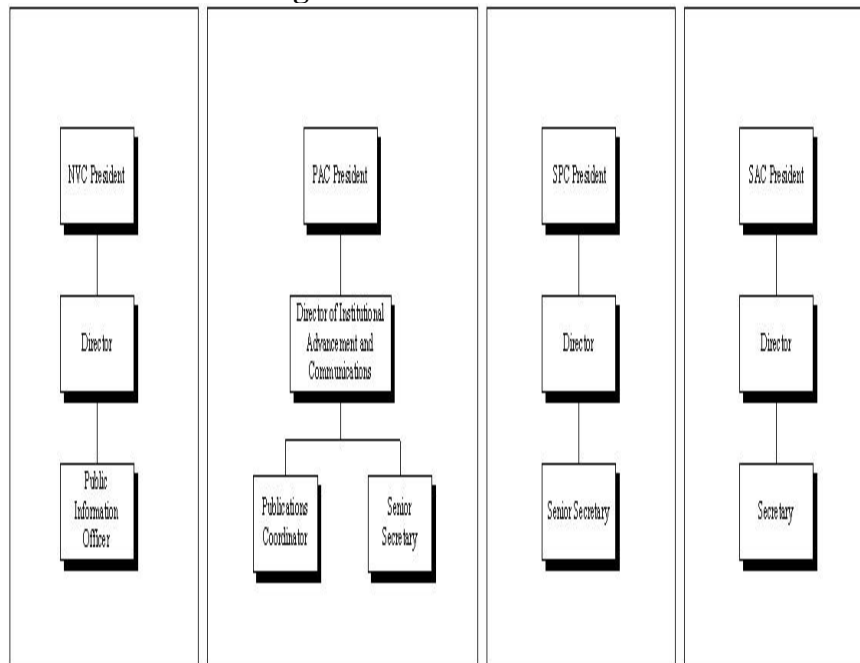 NVC President
Director
Public
Information
Officer
PAC President
Director of Institutional
Advancement and
Communications
Publications
Coordinator
Senior
Secretary
SPC President
Director
Senior Secretary
SAC President
Director
Secretary